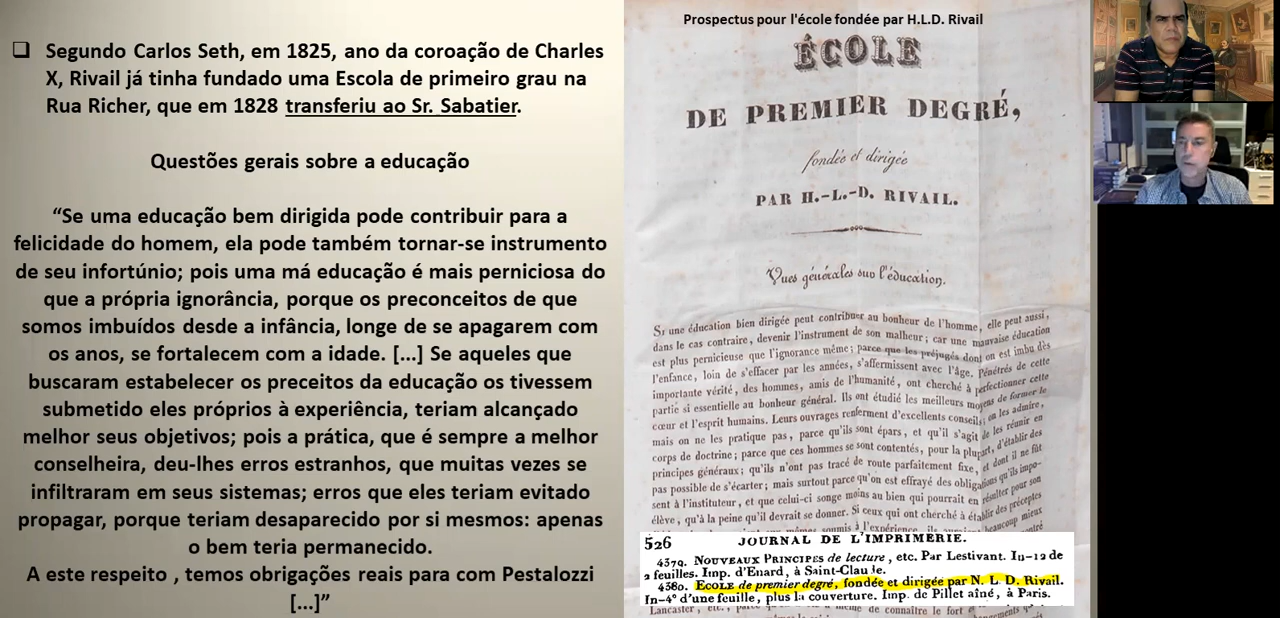 Segundo Carlos Seth, em 1825, ano da coroação de Charles
X, Rivail já tinha fundado uma Escola de primeiro grau na
Rua Richer, que em 1828 transferiu ao Sr. Sabatier.
Questões gerais sobre a educação
“Se uma educação bem dirigida pode contribuir para a
felicidade do homem, ela pode também tornar-se instrumento
de seu infortúnio; pois uma má educação é mais perniciosa do
que a própria ignorância, porque os preconceitos de que
somos imbuídos desde a infância, longe de se apagarem com
os anos, se fortalecem com a idade. [...] Se aqueles que
buscaram estabelecer os preceitos da educação os tivessem
submetido eles próprios à experiência, teriam alcançado
melhor seus objetivos; pois a prática, que é sempre a melhor
conselheira, deu-lhes erros estranhos, que muitas vezes se
infiltraram em seus sistemas; erros que eles teriam evitado
propagar, porque teriam desaparecido por si mesmos: apenas
o bem teria permanecido.
A este respeito , temos obrigações reais para com Pestalozzi
[...]”
Prospectus pour l'école fondée par H.L.D. Rivail
ÉCOLE
DE PREMIER DEGRÉ,
fondée et dirigée
PAR H.-L.-D. RIVAIL.
Vues générales sur l'éducation.
Si une éducation bien dirigée peut contribuer au bonheur de l'homme, elle peut aussi,
dans le cas contraire, devenir l'instrument de son malheur; car une mauvaise éducation
est plus pernicieuse que l'ignorance même; parce que les préjugés dont on est imbu dès
l'enfance, loin de s'effacer par les années, s'affermissent avec l'âge. Pénétrés de cette
importante vérité, des hommes, amis de l'humanité, ont cherché à perfectionner cette
partie si essentielle au bonheur général. Ils ont étudié les meilleurs moyens de former le
cœur et l'esprit humains. Leurs ouvrages renferment d'excellents conseils; on les admire,
mais on ne les pratique pas, parce qu'ils sont épars, et qu'il s'agit de les réunir en
corps de doctrine; parce que ces hommes se sont contentés, pour la plupart, d'établir des
principes généraux; qu'ils n'ont pas tracé de route parfaitement fixe, et dont il ne fût
pas possible de s'écarter; mais surtout parce qu'on est effrayé des obligations qu'ils impo-
sent à l'instituteur, et que celui-ci songe moins au bien qui pourrait en résulter pour son
élève, qu'à la peine qu'il devrait se donner. Si ceux qui ont cherché à établir des préceptes
soumis à l'expérience, ils auraient beaucoup mieux
526 JOURNAL DE L'IMPRIMERIE.
4379. NOUVEAUX PRINCIPES de lecture, etc. Par Lestivant. In-12 de
2 feuilles. Imp. d'Enard, à Saint-Claude.
4380. ECOLE de premier degré, fondée et dirigée par N. L. D. Rivail.
In-4° d'une feuille, plus la couverture. Imp. de Pillet aîné, à Paris.
Lancaster, etc., même de connaître le fort et